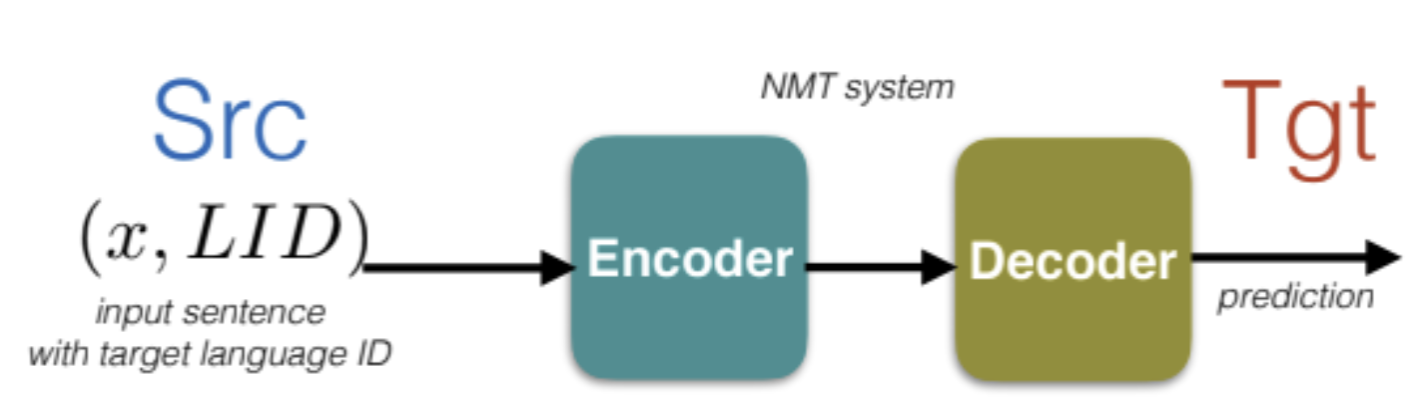 Src
(x, LID)
input sentence
with target language ID
NMT system
Encoder
Decoder
Tgt
prediction